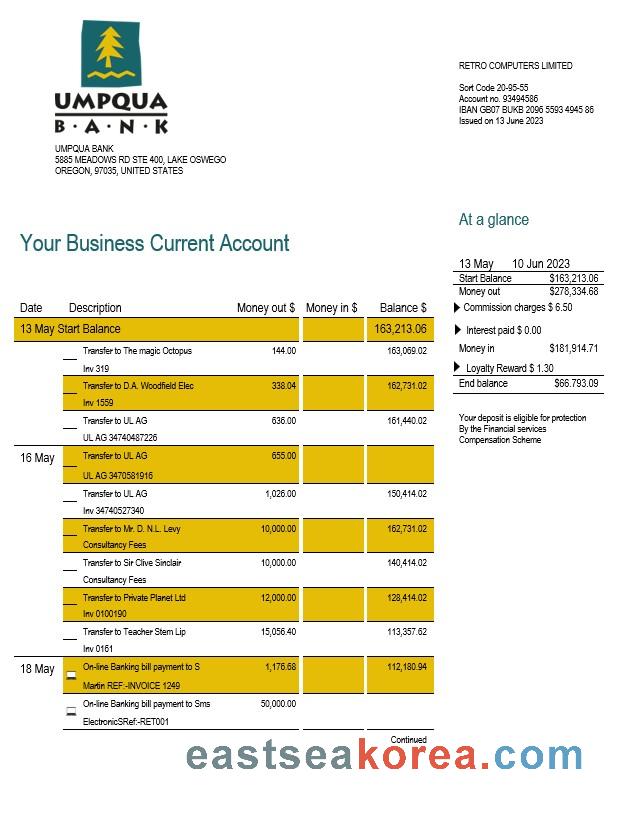 UMPQUA
B·A·N·K
UMPQUA BANK
5885 MEADOWS RD STE 400, LAKE OSWEGO
OREGON, 97035, UNITED STATES
RETRO COMPUTERS LIMITED
Sort Code 20-95-55
Account no. 93494586
IBAN GB07 BUKB 2096 5593 4945 86
Issued on 13 June 2023
At a glance
Your Business Current Account
13 May 10 Jun 2023
Start Balance $163,213.06
Money out $278,334.68
Commission charges $ 6.50
Interest paid $ 0.00
Money in $181,914.71
Loyalty Reward $ 1.30
End balance $66.793.09
Your deposit is eligible for protection
By the Financial services
Compensation Scheme
Date Description Money out $ Money in $ Balance $
13 May Start Balance 163,213.06
Transfer to The magic Octopus 144.00 163,069.02
Inv 319
Transfer to D.A. Woodfield Elec 338.04 162,731.02
Inv 1559
Transfer to UL AG 636.00 161,440.02
UL AG 34740487226
16 May Transfer to UL AG 655.00
UL AG 3470581916
Transfer to UL AG 1,026.00 150,414.02
Inv 34740527340
Transfer to Mr. D. N.L. Levy 10,000.00 162,731.02
Consultancy Fees
Transfer to Sir Clive Sinclair 10,000.00 140,414.02
Consultancy Fees
Transfer to Private Planet Ltd 12,000.00 128,414.02
Inv 0100190
Transfer to Teacher Stem Lip 15,056.40 113,357.62
Inv 0161
18 May On-line Banking bill payment to S 1,176.68 112,180.94
Martin REF:-INVOICE 1249
On-line Banking bill payment to Sms 50,000.00
ElectronicSRef:-RET001
Continued
eastseakorea.com